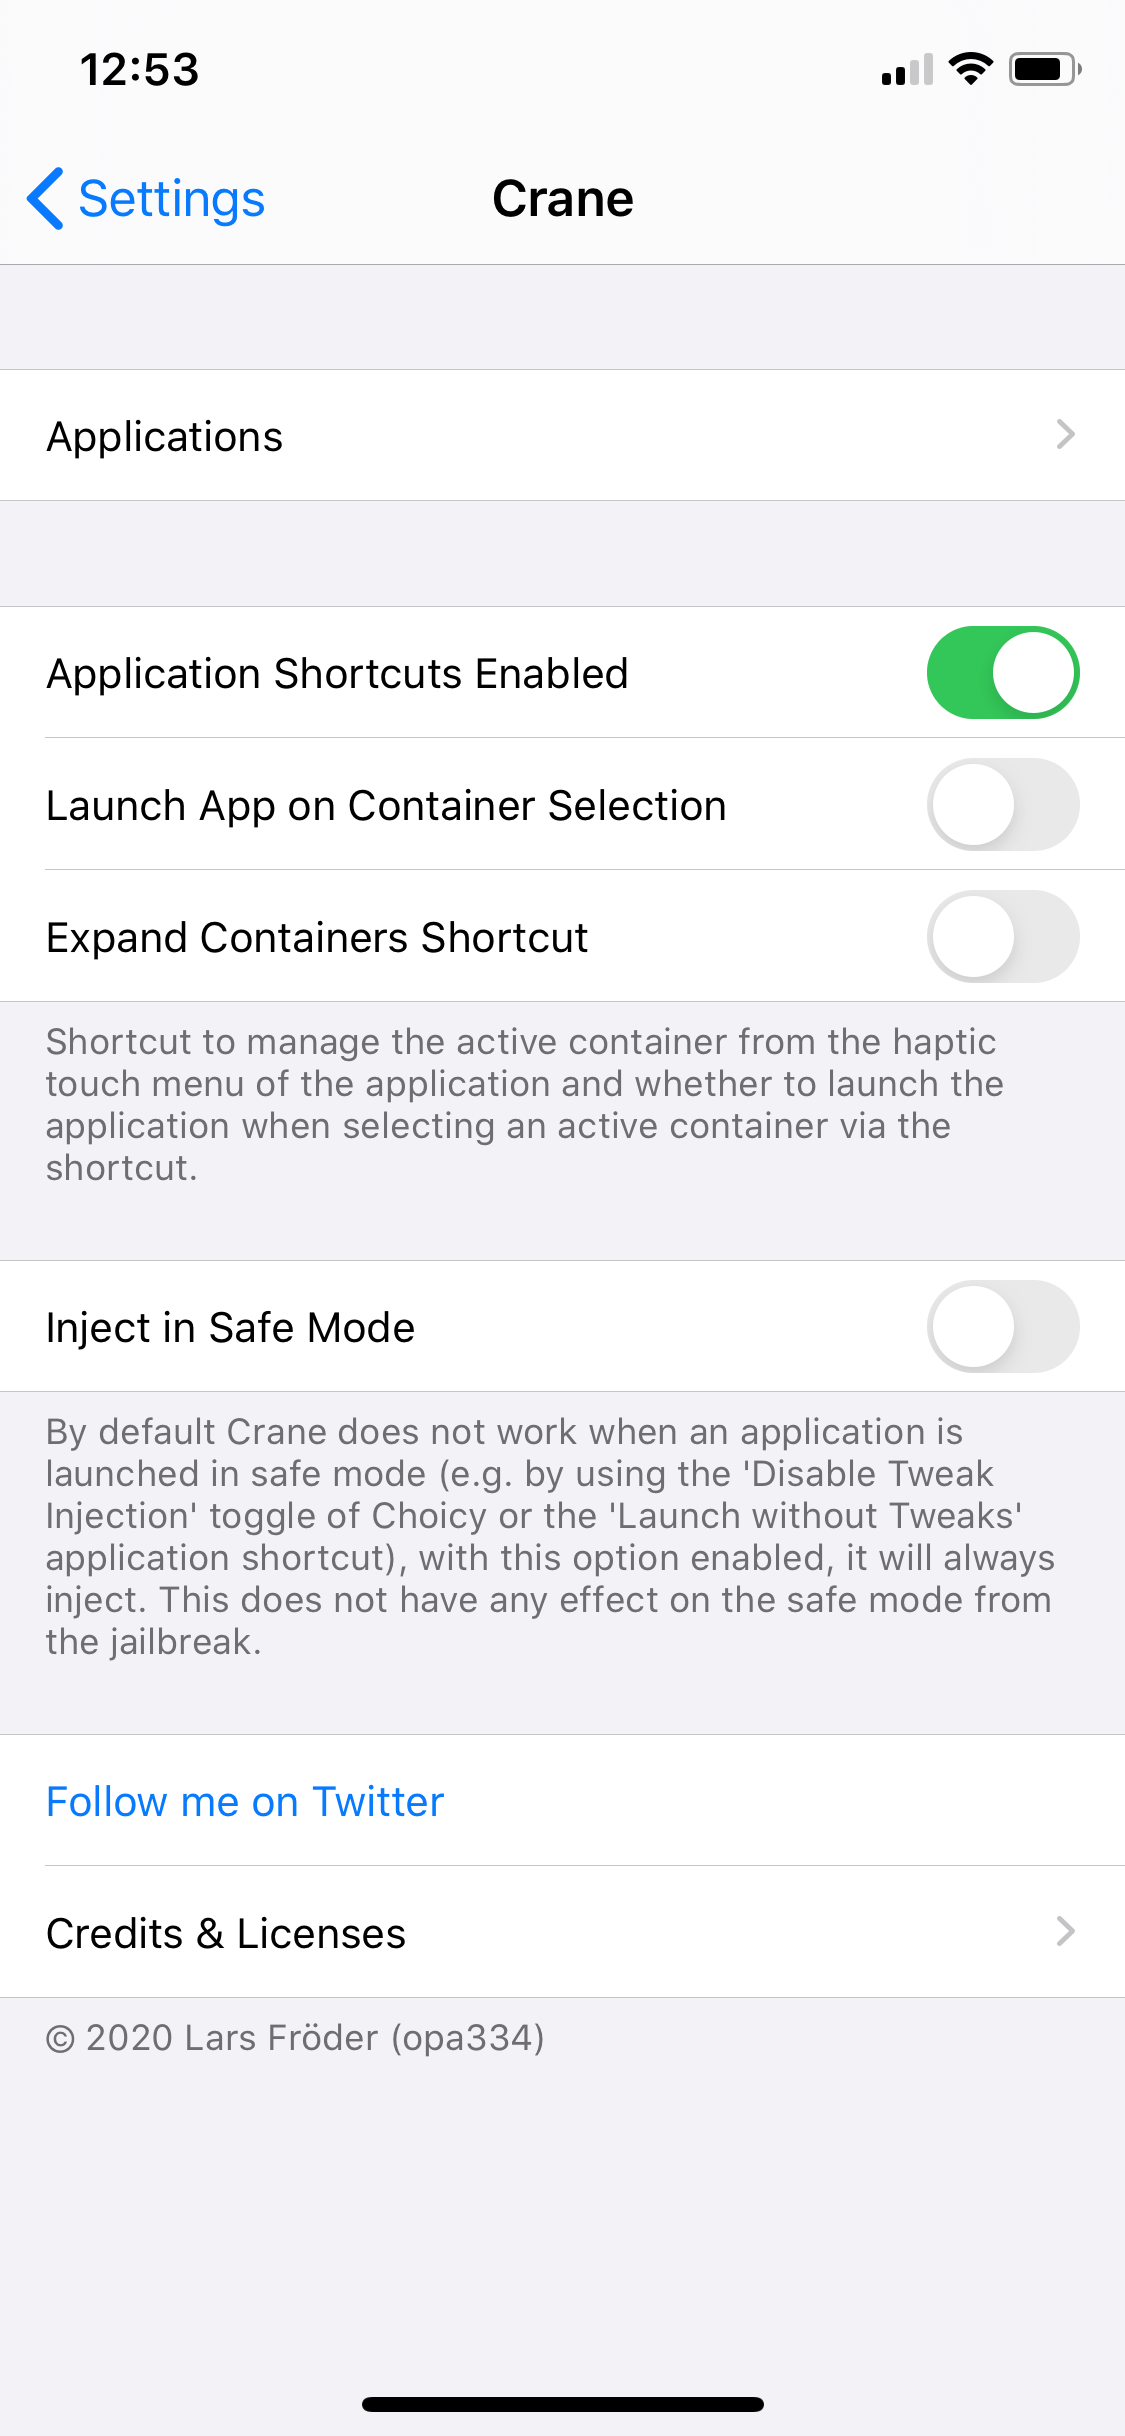 12:53
Settings
Crane
Applications
Application Shortcuts Enabled
Launch App on Container Selection
Expand Containers Shortcut
Shortcut to manage the active container from the haptic
touch menu of the application and whether to launch the
application when selecting an active container via the
shortcut.
Inject in Safe Mode
By default Crane does not work when an application is
launched in safe mode (e.g. by using the 'Disable Tweak
Injection' toggle of Choicy or the 'Launch without Tweaks'
application shortcut), with this option enabled, it will always
inject. This does not have any effect on the safe mode from
the jailbreak.
Follow me on Twitter
Credits & Licenses
© 2020 Lars Fröder (opa334)